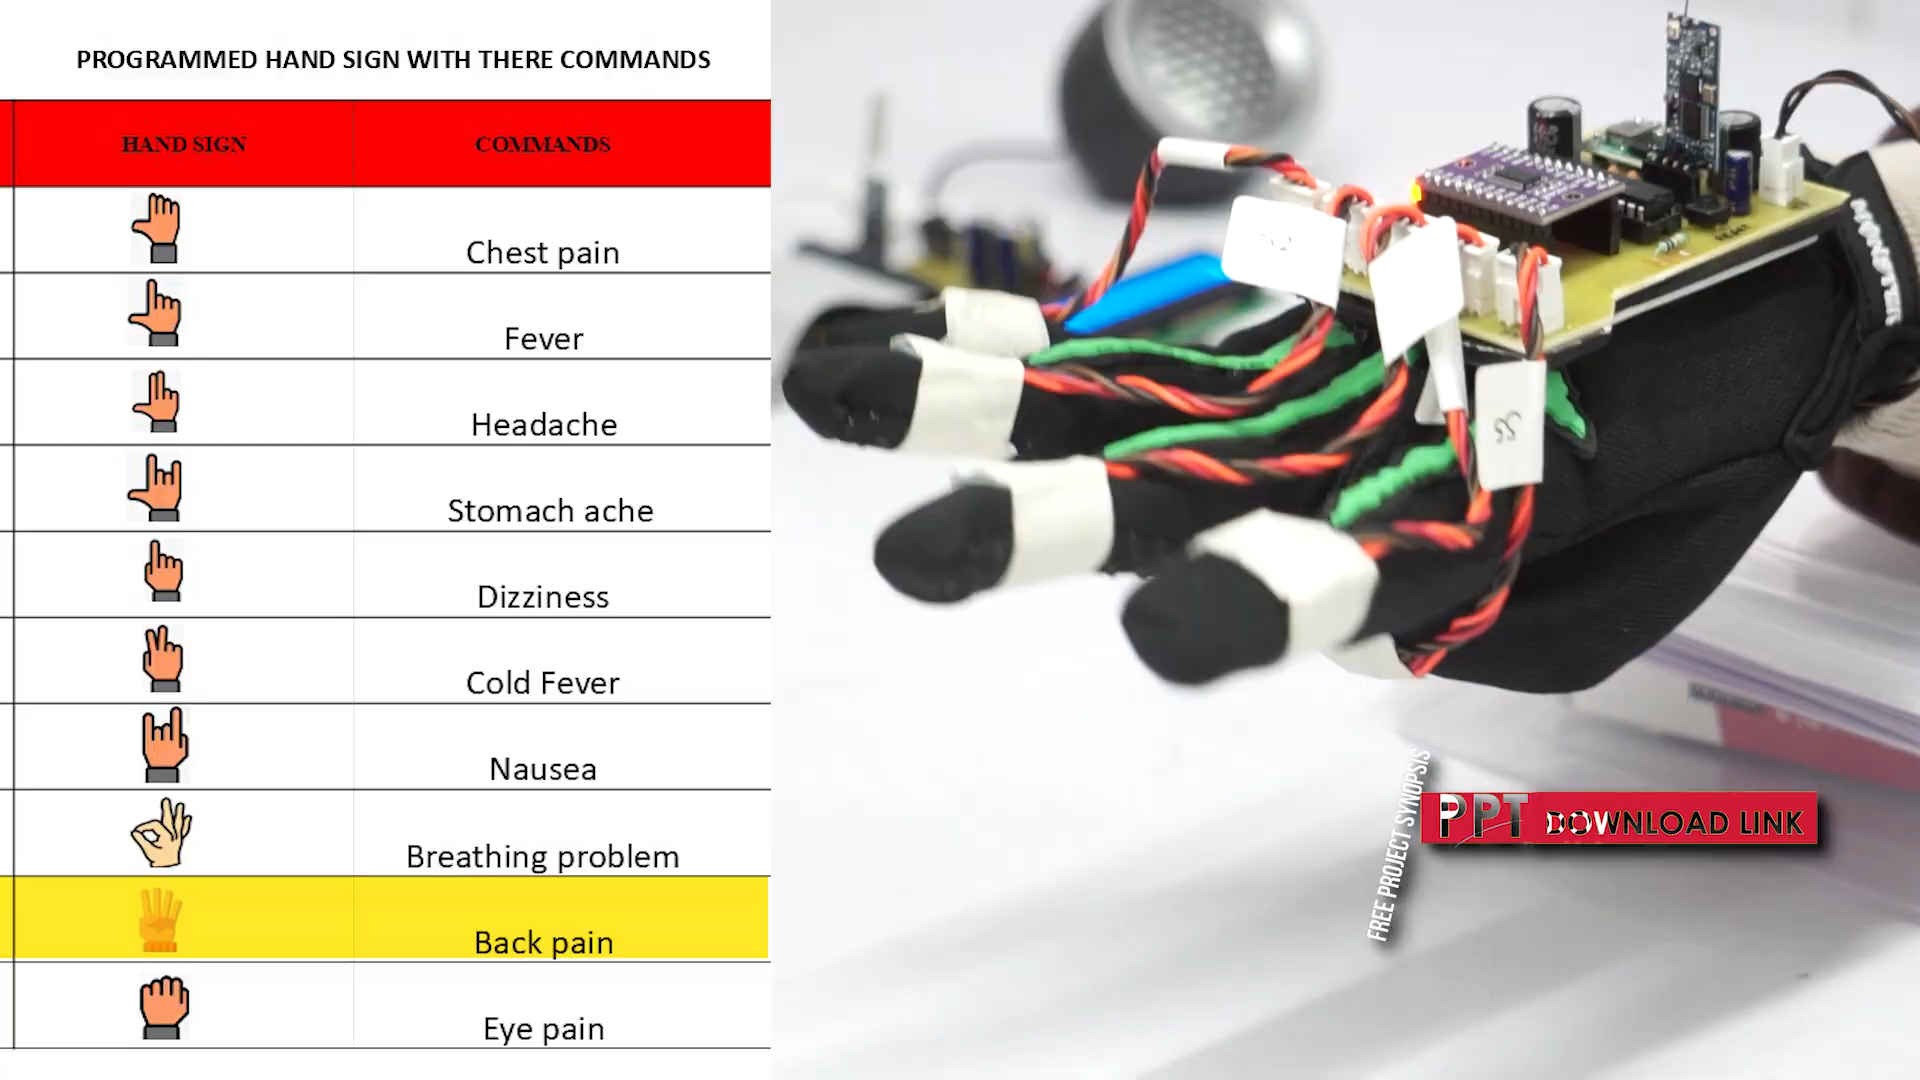 PROGRAMMED HAND SIGN WITH THERE COMMANDS
HAND SIGN COMMANDS
Chest pain
Fever
Headache
Stomach ache
Dizziness
Cold Fever
Nausea
Breathing problem
Back pain
Eye pain
S5
FREE PROJECT SYNOPSIS
PPT DOWNLOAD LINK